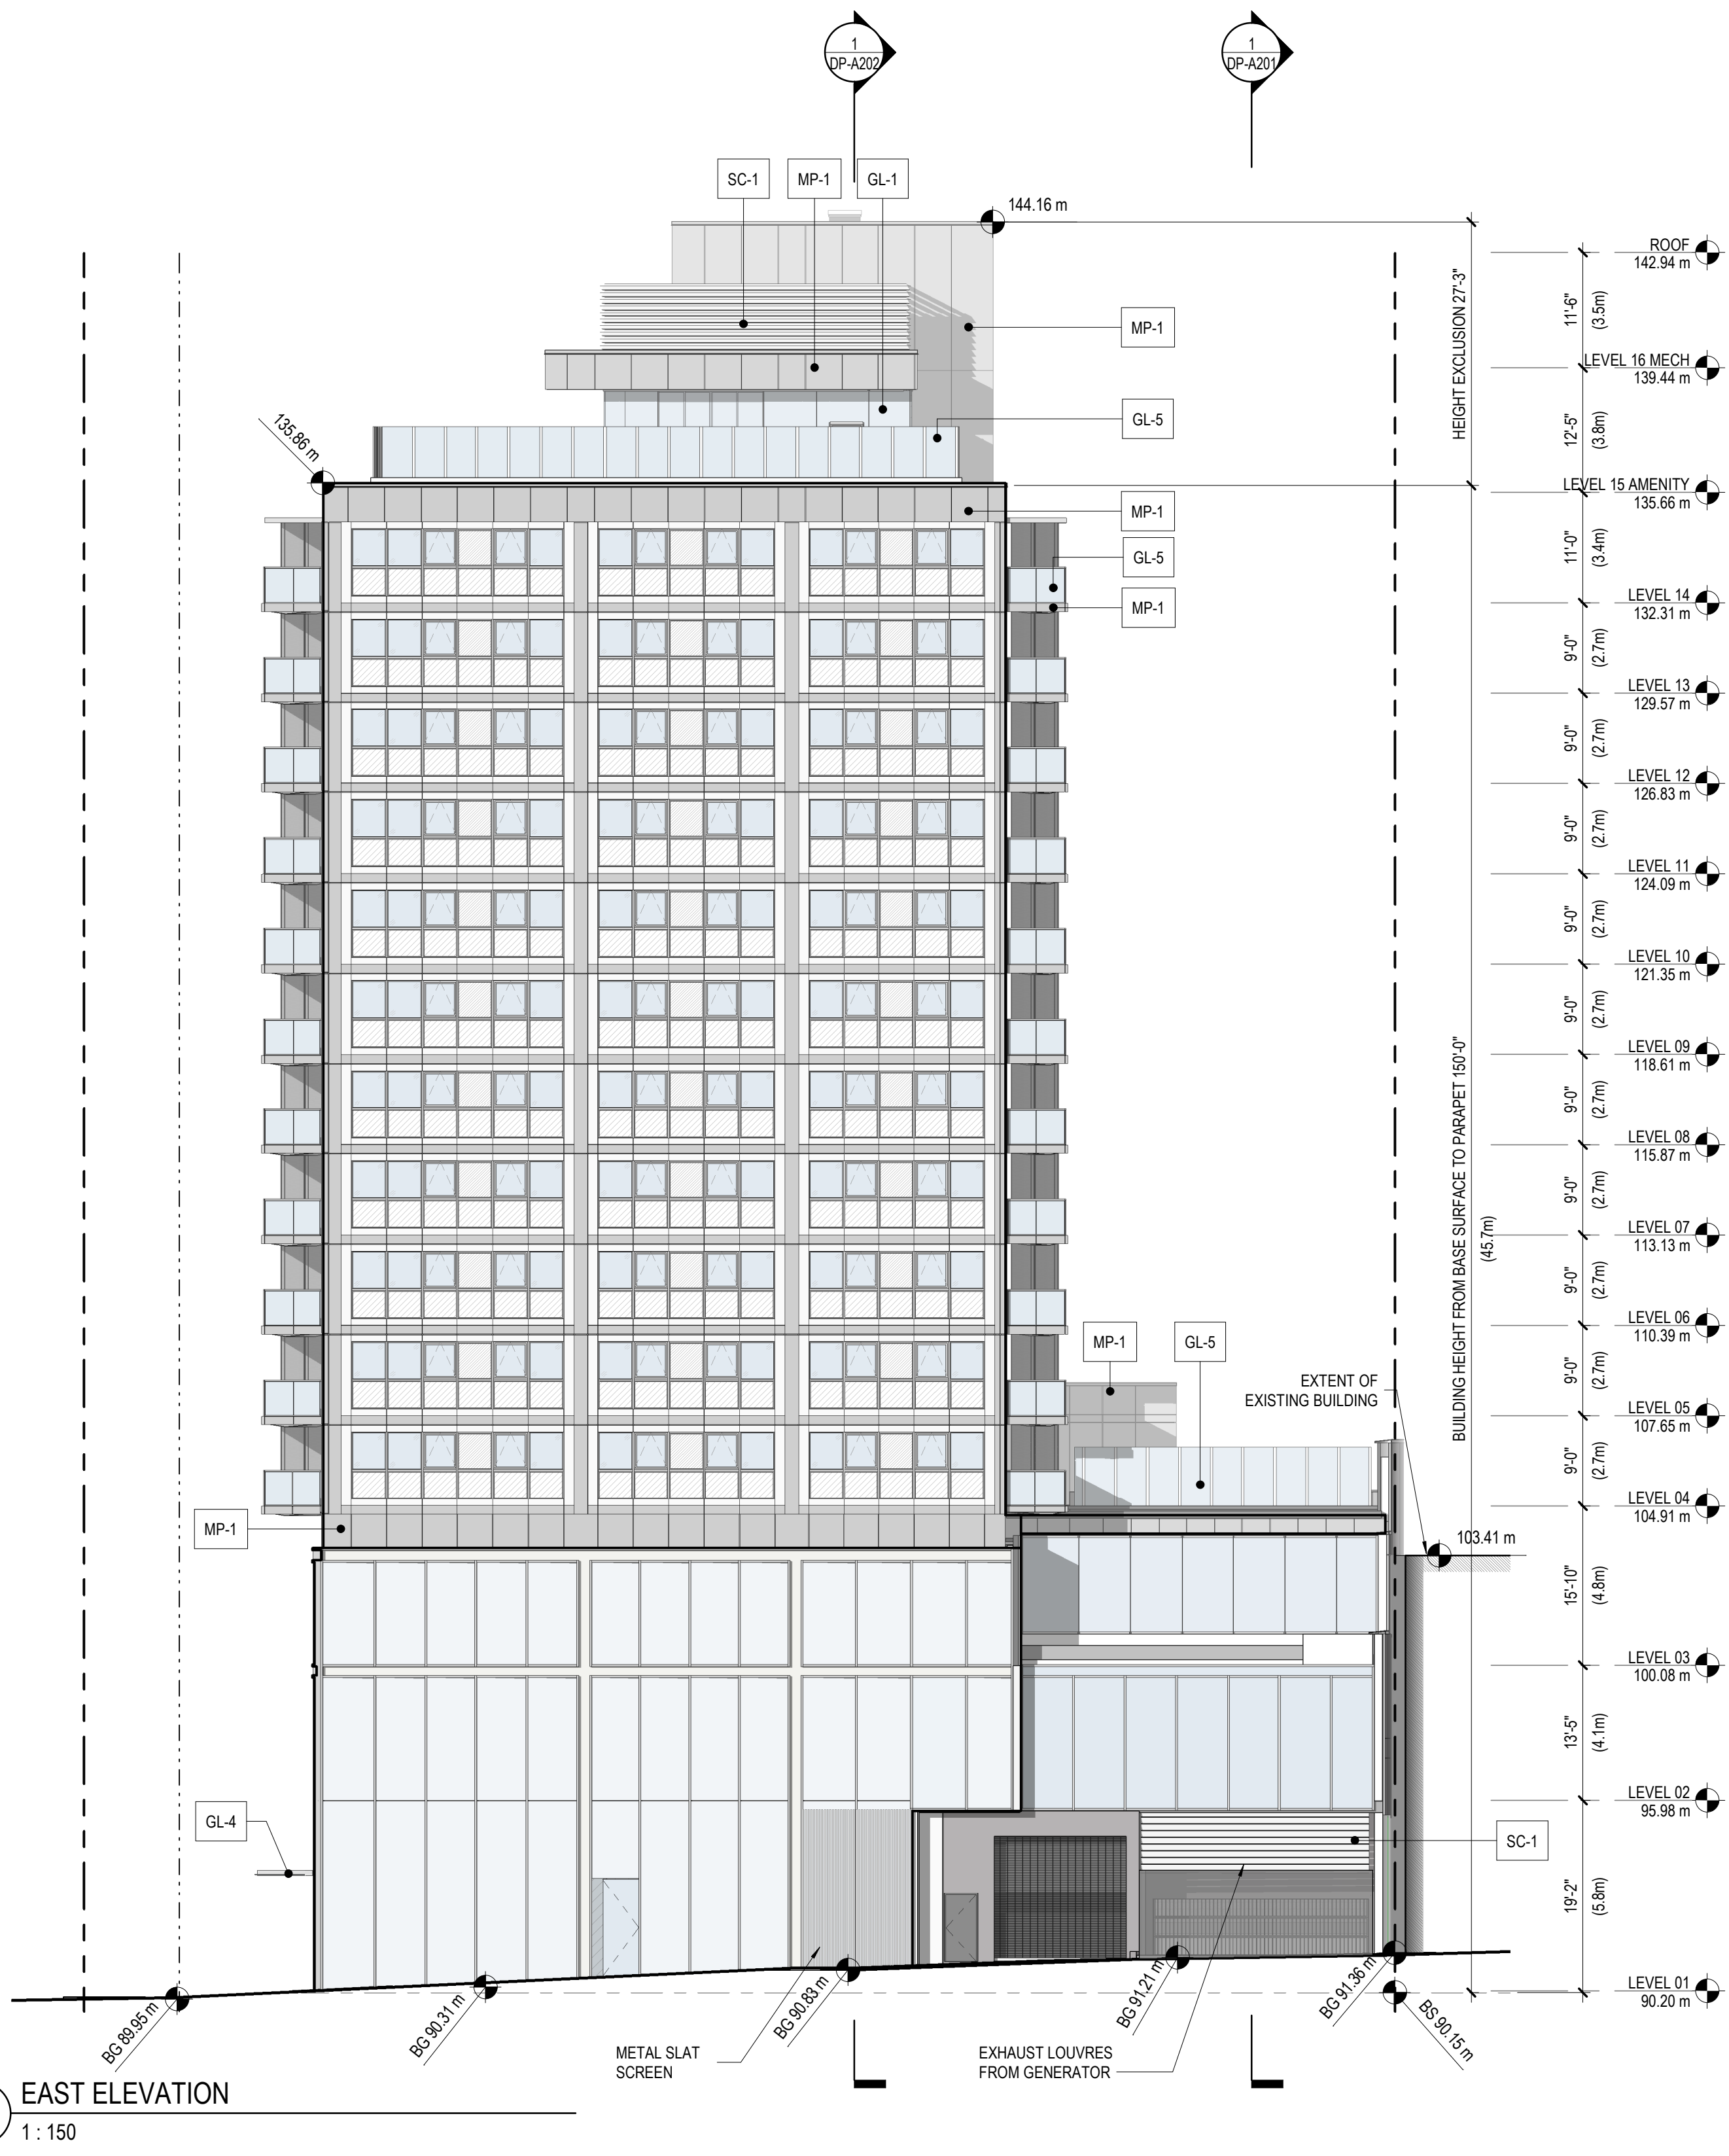 1
DP-A202
1
DP-A201
SC-1
MP-1
GL-1
144.16 m
ROOF
142.94 m
HEIGHT EXCLUSION 27'-3"
11'-6"
(3.5m)
MP-1
LEVEL 16 MECH
139.44 m
GL-5
135.86 m
12'-5"
(3.8m)
LEVEL 15 AMENITY
135.66 m
MP-1
GL-5
MP-1
11'-0"
(3.4m)
LEVEL 14
132.31 m
9'-0"
(2.7m)
LEVEL 13
129.57 m
9'-0"
(2.7m)
LEVEL 12
126.83 m
9'-0"
(2.7m)
LEVEL 11
124.09 m
9'-0"
(2.7m)
LEVEL 10
121.35 m
9'-0"
(2.7m)
LEVEL 09
118.61 m
9'-0"
(2.7m)
LEVEL 08
115.87 m
9'-0"
(2.7m)
LEVEL 07
113.13 m
BUILDING HEIGHT FROM BASE SURFACE TO PARAPET 150'-0"
(45.7m)
9'-0"
(2.7m)
LEVEL 06
110.39 m
MP-1
GL-5
EXTENT OF
EXISTING BUILDING
9'-0"
(2.7m)
LEVEL 05
107.65 m
9'-0"
(2.7m)
LEVEL 04
104.91 m
MP-1
103.41 m
15'-10"
(4.8m)
LEVEL 03
100.08 m
13'-5"
(4.1m)
LEVEL 02
95.98 m
GL-4
SC-1
19'-2"
(5.8m)
LEVEL 01
90.20 m
BG 89.95 m
BG 90.31 m
BG 90.83 m
BG 91.21 m
BG 91.36 m
BS 90.15 m
METAL SLAT
SCREEN
EXHAUST LOUVRES
FROM GENERATOR
EAST ELEVATION
1 : 150